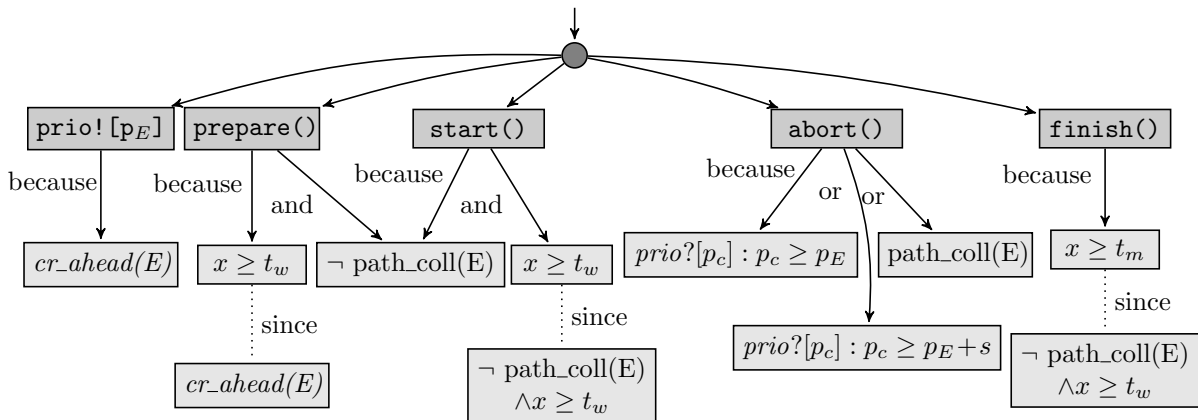 prio![p_E] prepare() start() abort() finish()
because because because because because
and and or or
cr_ahead(E) x ≥ t_w ¬ path_coll(E) x ≥ t_w prio?[p_c] : p_c ≥ p_E path_coll(E) x ≥ t_m
since since since
cr_ahead(E) ¬ path_coll(E) prio?[p_c] : p_c ≥ p_E+s ¬ path_coll(E)
∧x ≥ t_w ∧x ≥ t_w